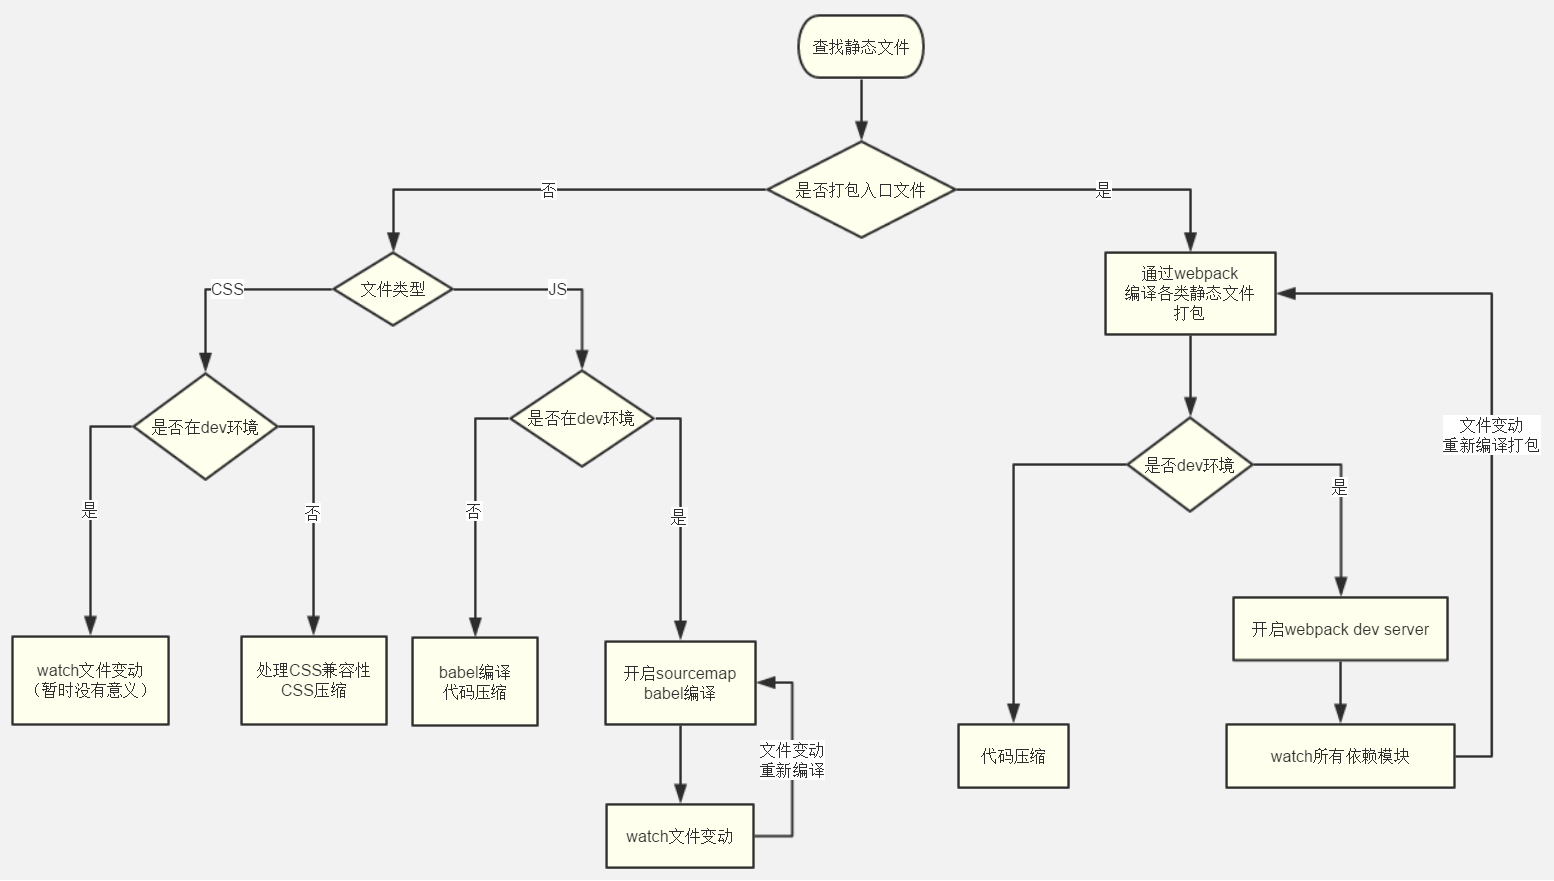 查找静态文件
是否打包入口文件
否
是
文件类型
CSS
JS
通过webpack
编译各类静态文件
打包
是否在dev环境
是否在dev环境
文件变动
重新编译打包
是否dev环境
是
否
否
是
是
watch文件变动
（暂时没有意义）
处理CSS兼容性
CSS压缩
babel编译
代码压缩
开启sourcemap
babel编译
开启webpack dev server
文件变动
重新编译
代码压缩
watch所有依赖模块
watch文件变动